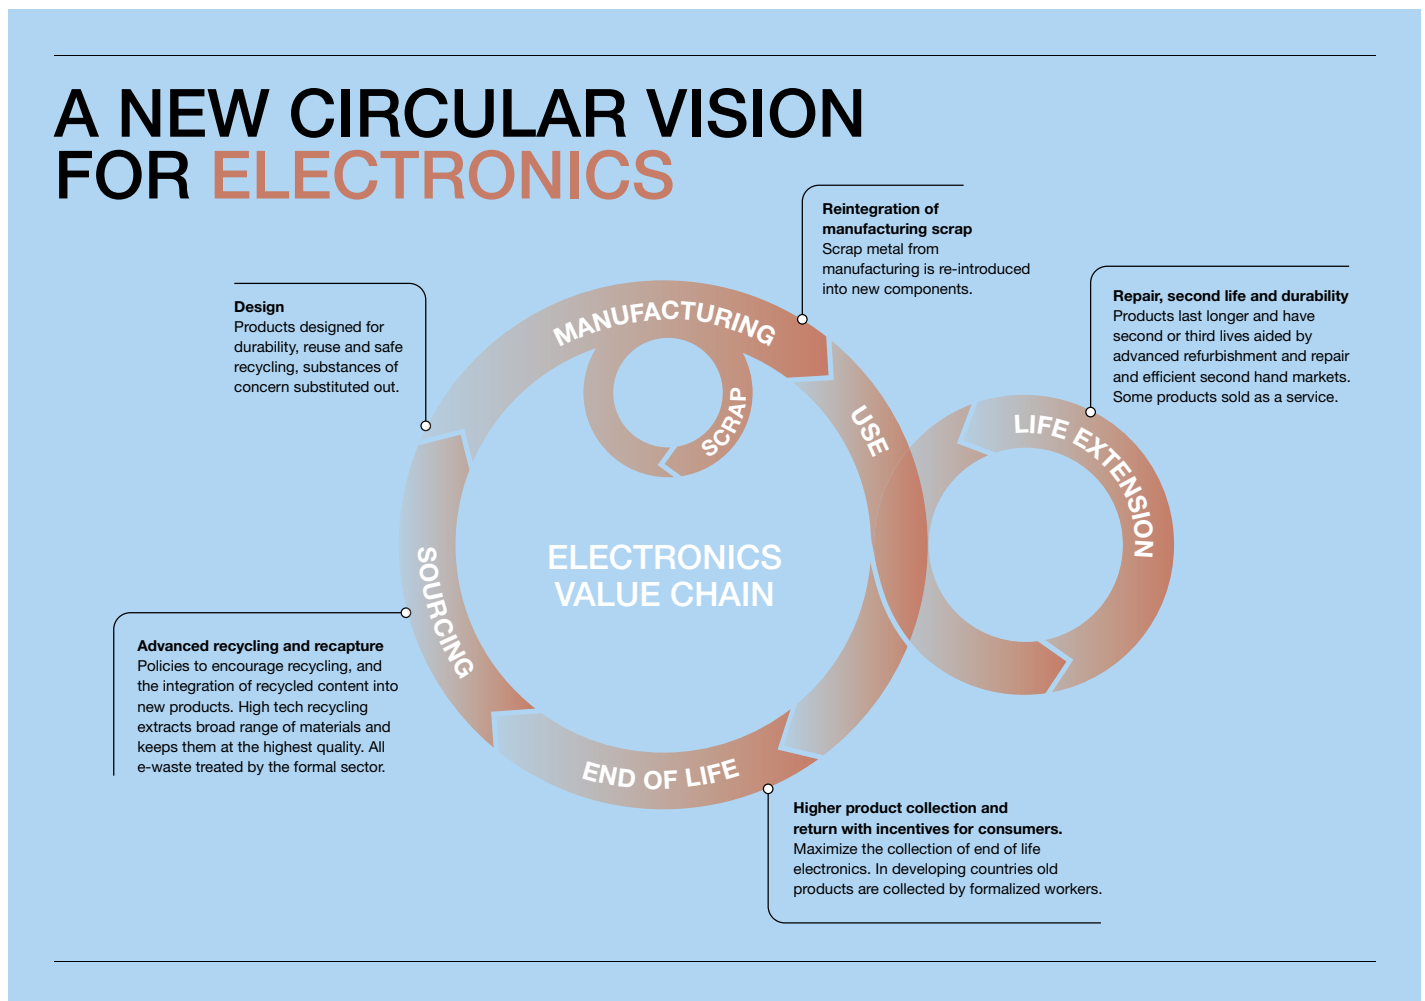 A NEW CIRCULAR VISION
FOR ELECTRONICS
Reintegration of
manufacturing scrap
Scrap metal from
manufacturing is re-introduced
into new components.
Repair, second life and durability
Products last longer and have
second or third lives aided by
advanced refurbishment and repair
and efficient second hand markets.
Some products sold as a service.
Design
Products designed for
durability, reuse and safe
recycling, substances of
concern substituted out.
MANUFACTURING
SCRAP
USE
LIFE EXTENSION
ELECTRONICS
VALUE CHAIN
SOURCING
END OF LIFE
Advanced recycling and recapture
Policies to encourage recycling, and
the integration of recycled content into
new products. High tech recycling
extracts broad range of materials and
keeps them at the highest quality. All
e-waste treated by the formal sector.
Higher product collection and
return with incentives for consumers.
Maximize the collection of end of life
electronics. In developing countries old
products are collected by formalized workers.